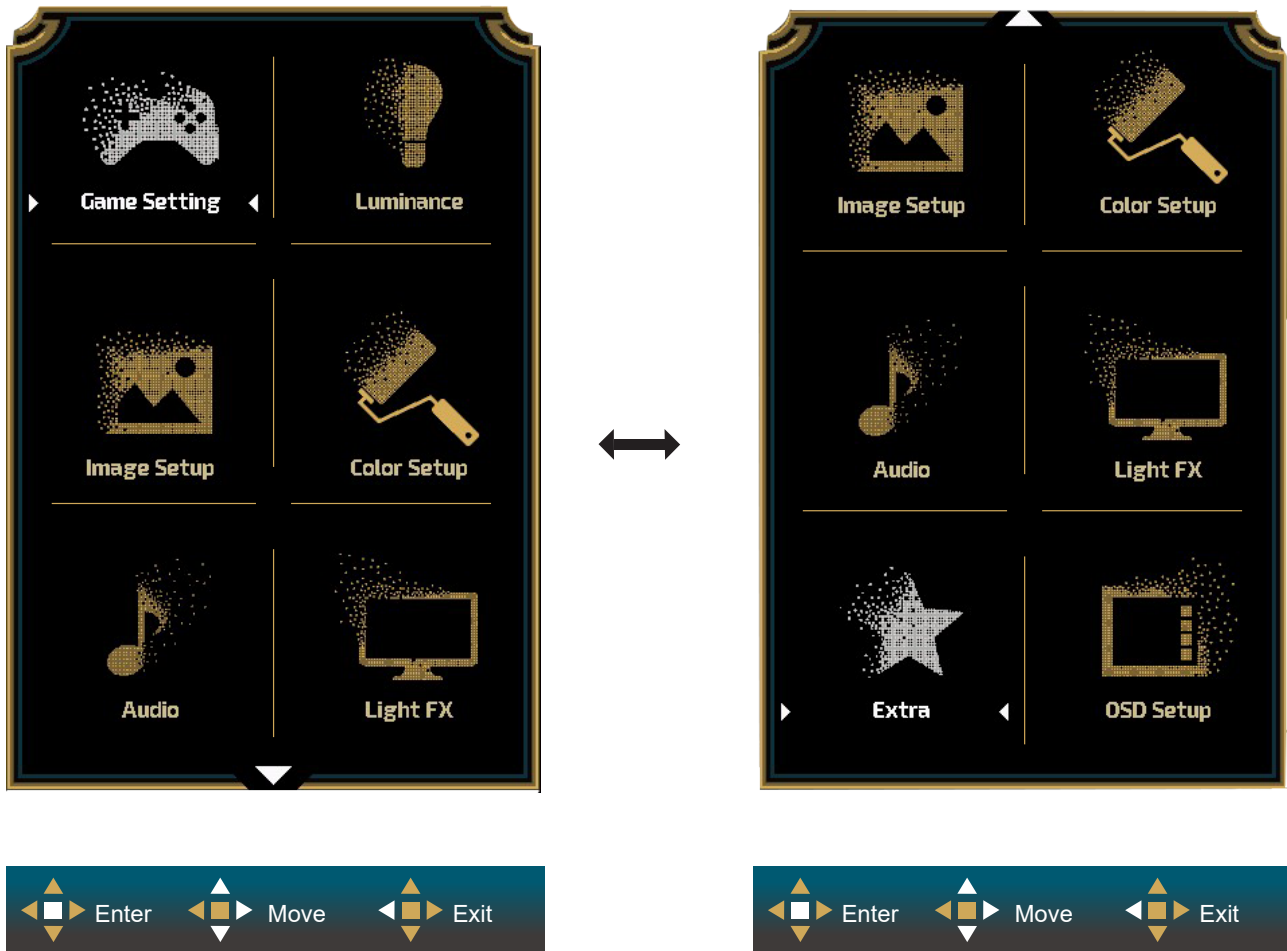 Game Setting
Luminance
Image Setup
Color Setup
Audio
Light FX
Enter
Move
Exit
Image Setup
Color Setup
Audio
Light FX
Extra
OSD Setup
Enter
Move
Exit